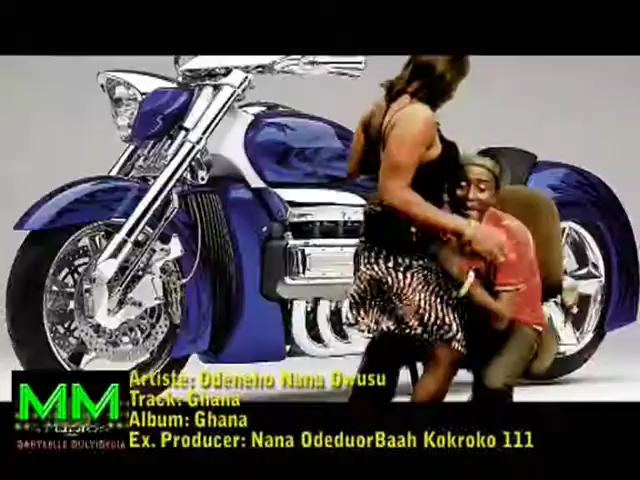 MM
Artiste: Odeneho Nana Owusu
Track: Ghana
Album: Ghana
Ex. Producer: Nana OdeduorBaah Kokroko 111